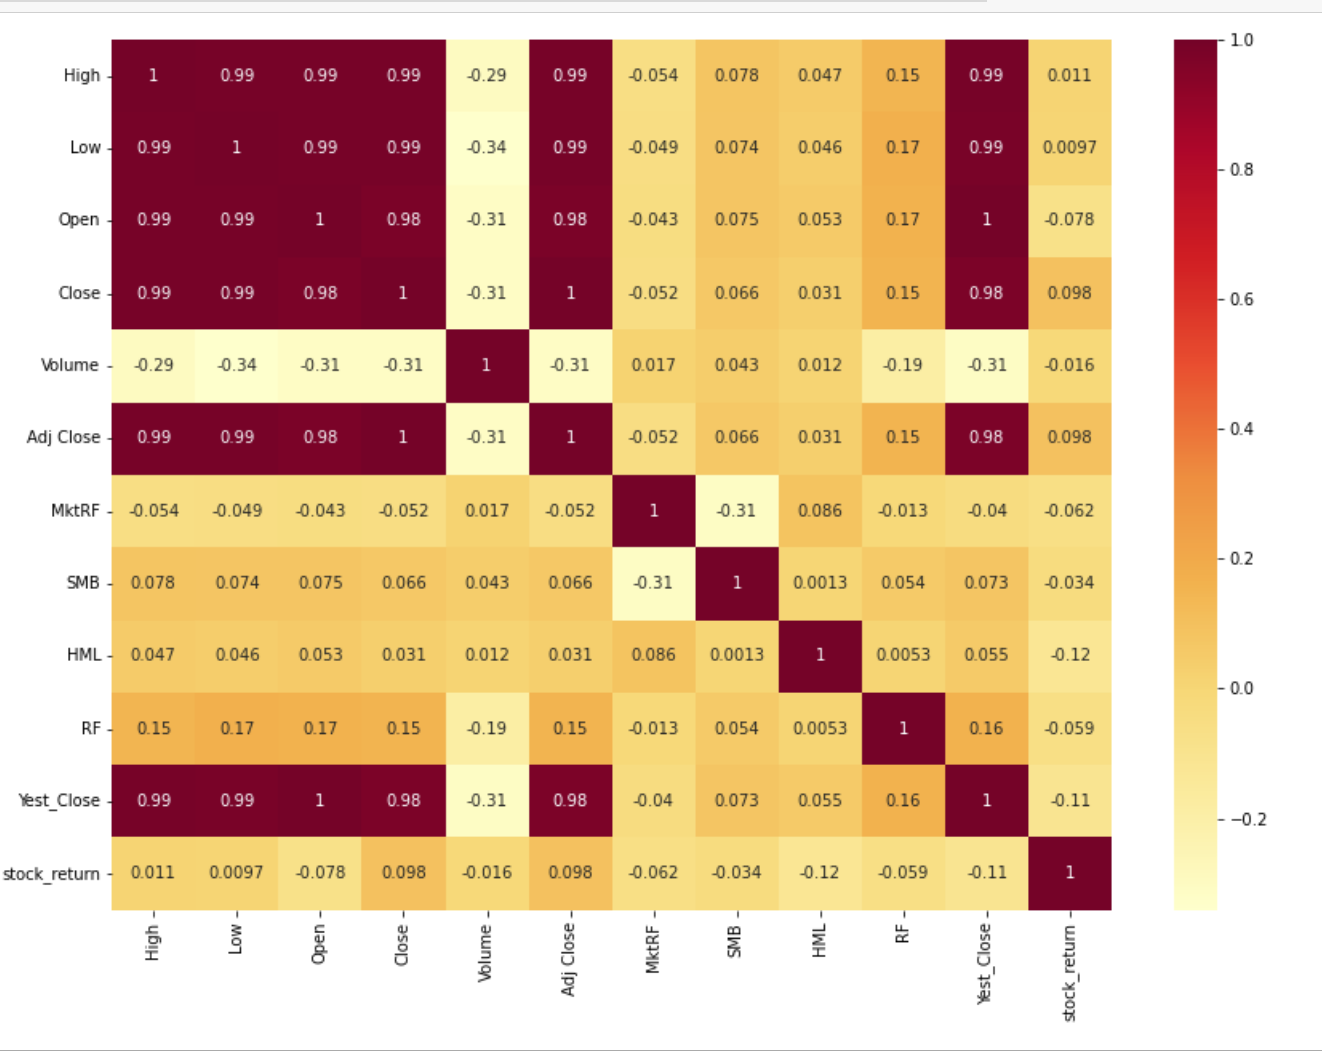 High 1 0.99 0.99 0.99 -0.29 0.99 -0.054 0.078 0.047 0.15 0.99 0.011
Low 0.99 1 0.99 0.99 -0.34 0.99 -0.049 0.074 0.046 0.17 0.99 0.0097
Open 0.99 0.99 1 0.98 -0.31 0.98 -0.043 0.075 0.053 0.17 1 -0.078
Close 0.99 0.99 0.98 1 -0.31 1 -0.052 0.066 0.031 0.15 0.98 0.098
Volume -0.29 -0.34 -0.31 -0.31 1 -0.31 0.017 0.043 0.012 -0.19 -0.31 -0.016
Adj Close 0.99 0.99 0.98 1 -0.31 1 -0.052 0.066 0.031 0.15 0.98 0.098
MktRF -0.054 -0.049 -0.043 -0.052 0.017 -0.052 1 -0.31 0.086 -0.013 -0.04 -0.062
SMB 0.078 0.074 0.075 0.066 0.043 0.066 -0.31 1 0.0013 0.054 0.073 -0.034
HML 0.047 0.046 0.053 0.031 0.012 0.031 0.086 0.0013 1 0.0053 0.055 -0.12
RF 0.15 0.17 0.17 0.15 -0.19 0.15 -0.013 0.054 0.0053 1 0.16 -0.059
Yest_Close 0.99 0.99 1 0.98 -0.31 0.98 -0.04 0.073 0.055 0.16 1 -0.11
stock_return 0.011 0.0097 -0.078 0.098 -0.016 0.098 -0.062 -0.034 -0.12 -0.059 -0.11 1
High Low Open Close Volume Adj Close MktRF SMB HML RF Yest_Close stock_return
1.0
0.8
0.6
0.4
0.2
0.0
−0.2